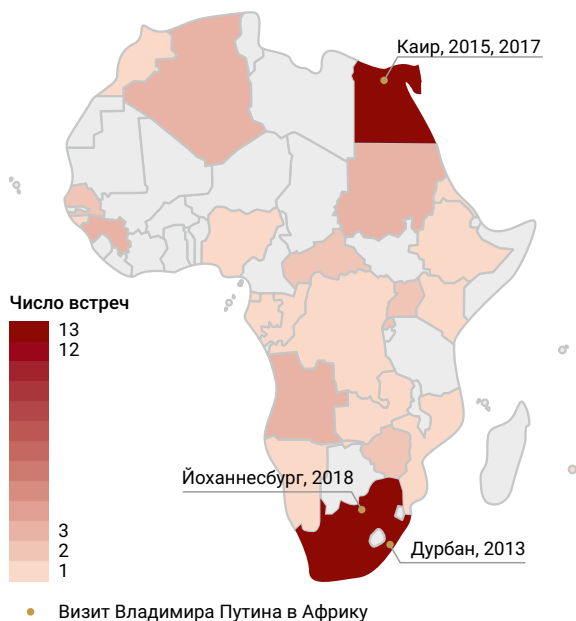 Каир, 2015, 2017
Число встреч
13
12
3
2
1
Йоханнесбург, 2018
Дурбан, 2013
Визит Владимира Путина в Африку